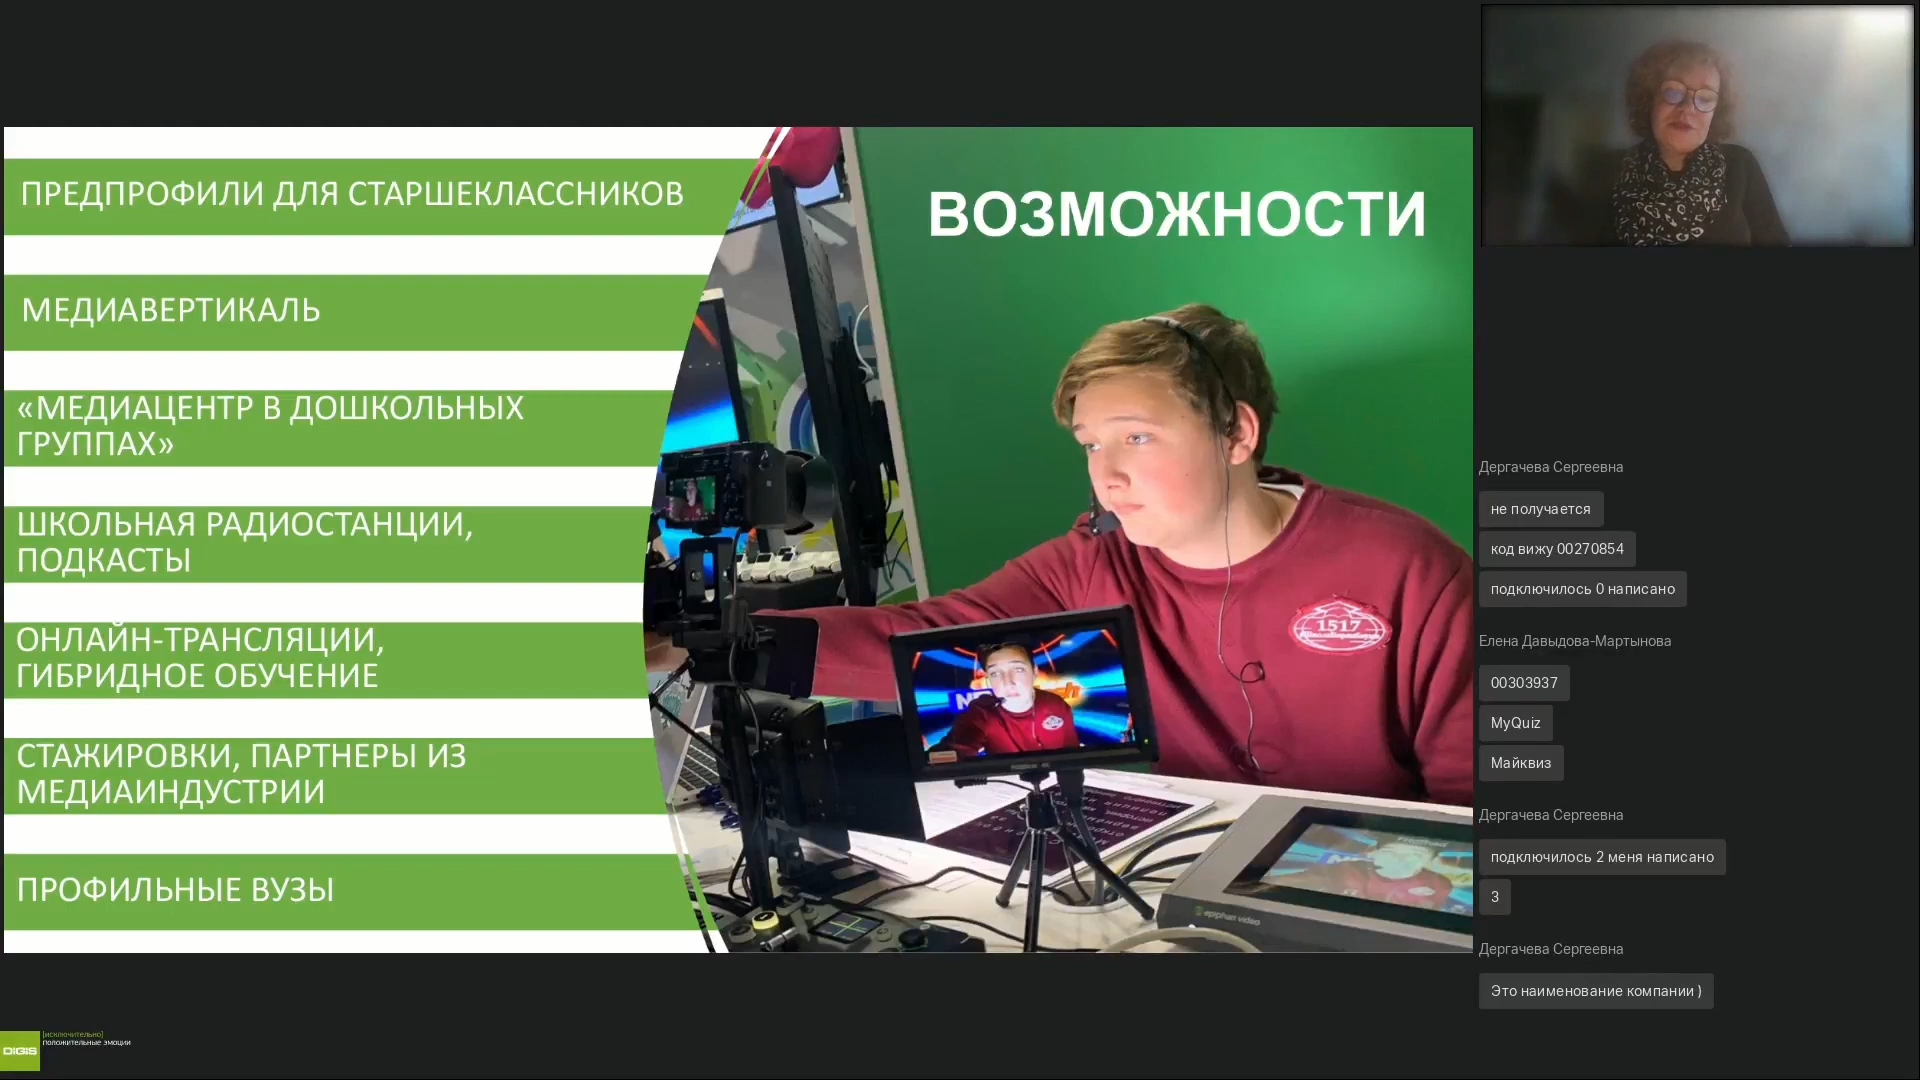 ПРЕДПРОФИЛИ ДЛЯ СТАРШЕКЛАССНИКОВ
МЕДИАВЕРТИКАЛЬ
«МЕДИАЦЕНТР В ДОШКОЛЬНЫХ
ГРУППАХ»
ШКОЛЬНАЯ РАДИОСТАНЦИИ,
ПОДКАСТЫ
ОНЛАЙН-ТРАНСЛЯЦИИ,
ГИБРИДНОЕ ОБУЧЕНИЕ
СТАЖИРОВКИ, ПАРТНЕРЫ ИЗ
МЕДИАИНДУСТРИИ
ПРОФИЛЬНЫЕ ВУЗЫ
ВОЗМОЖНОСТИ
1517
epiphan video
Дергачева Сергеевна
не получается
код вижу 00270854
подключилось 0 написано
Елена Давыдова-Мартынова
00303937
MyQuiz
Майквиз
Дергачева Сергеевна
подключилось 2 меня написано
3
Дергачева Сергеевна
Это наименование компании )
DIGIS
[исключительно]
положительные эмоции